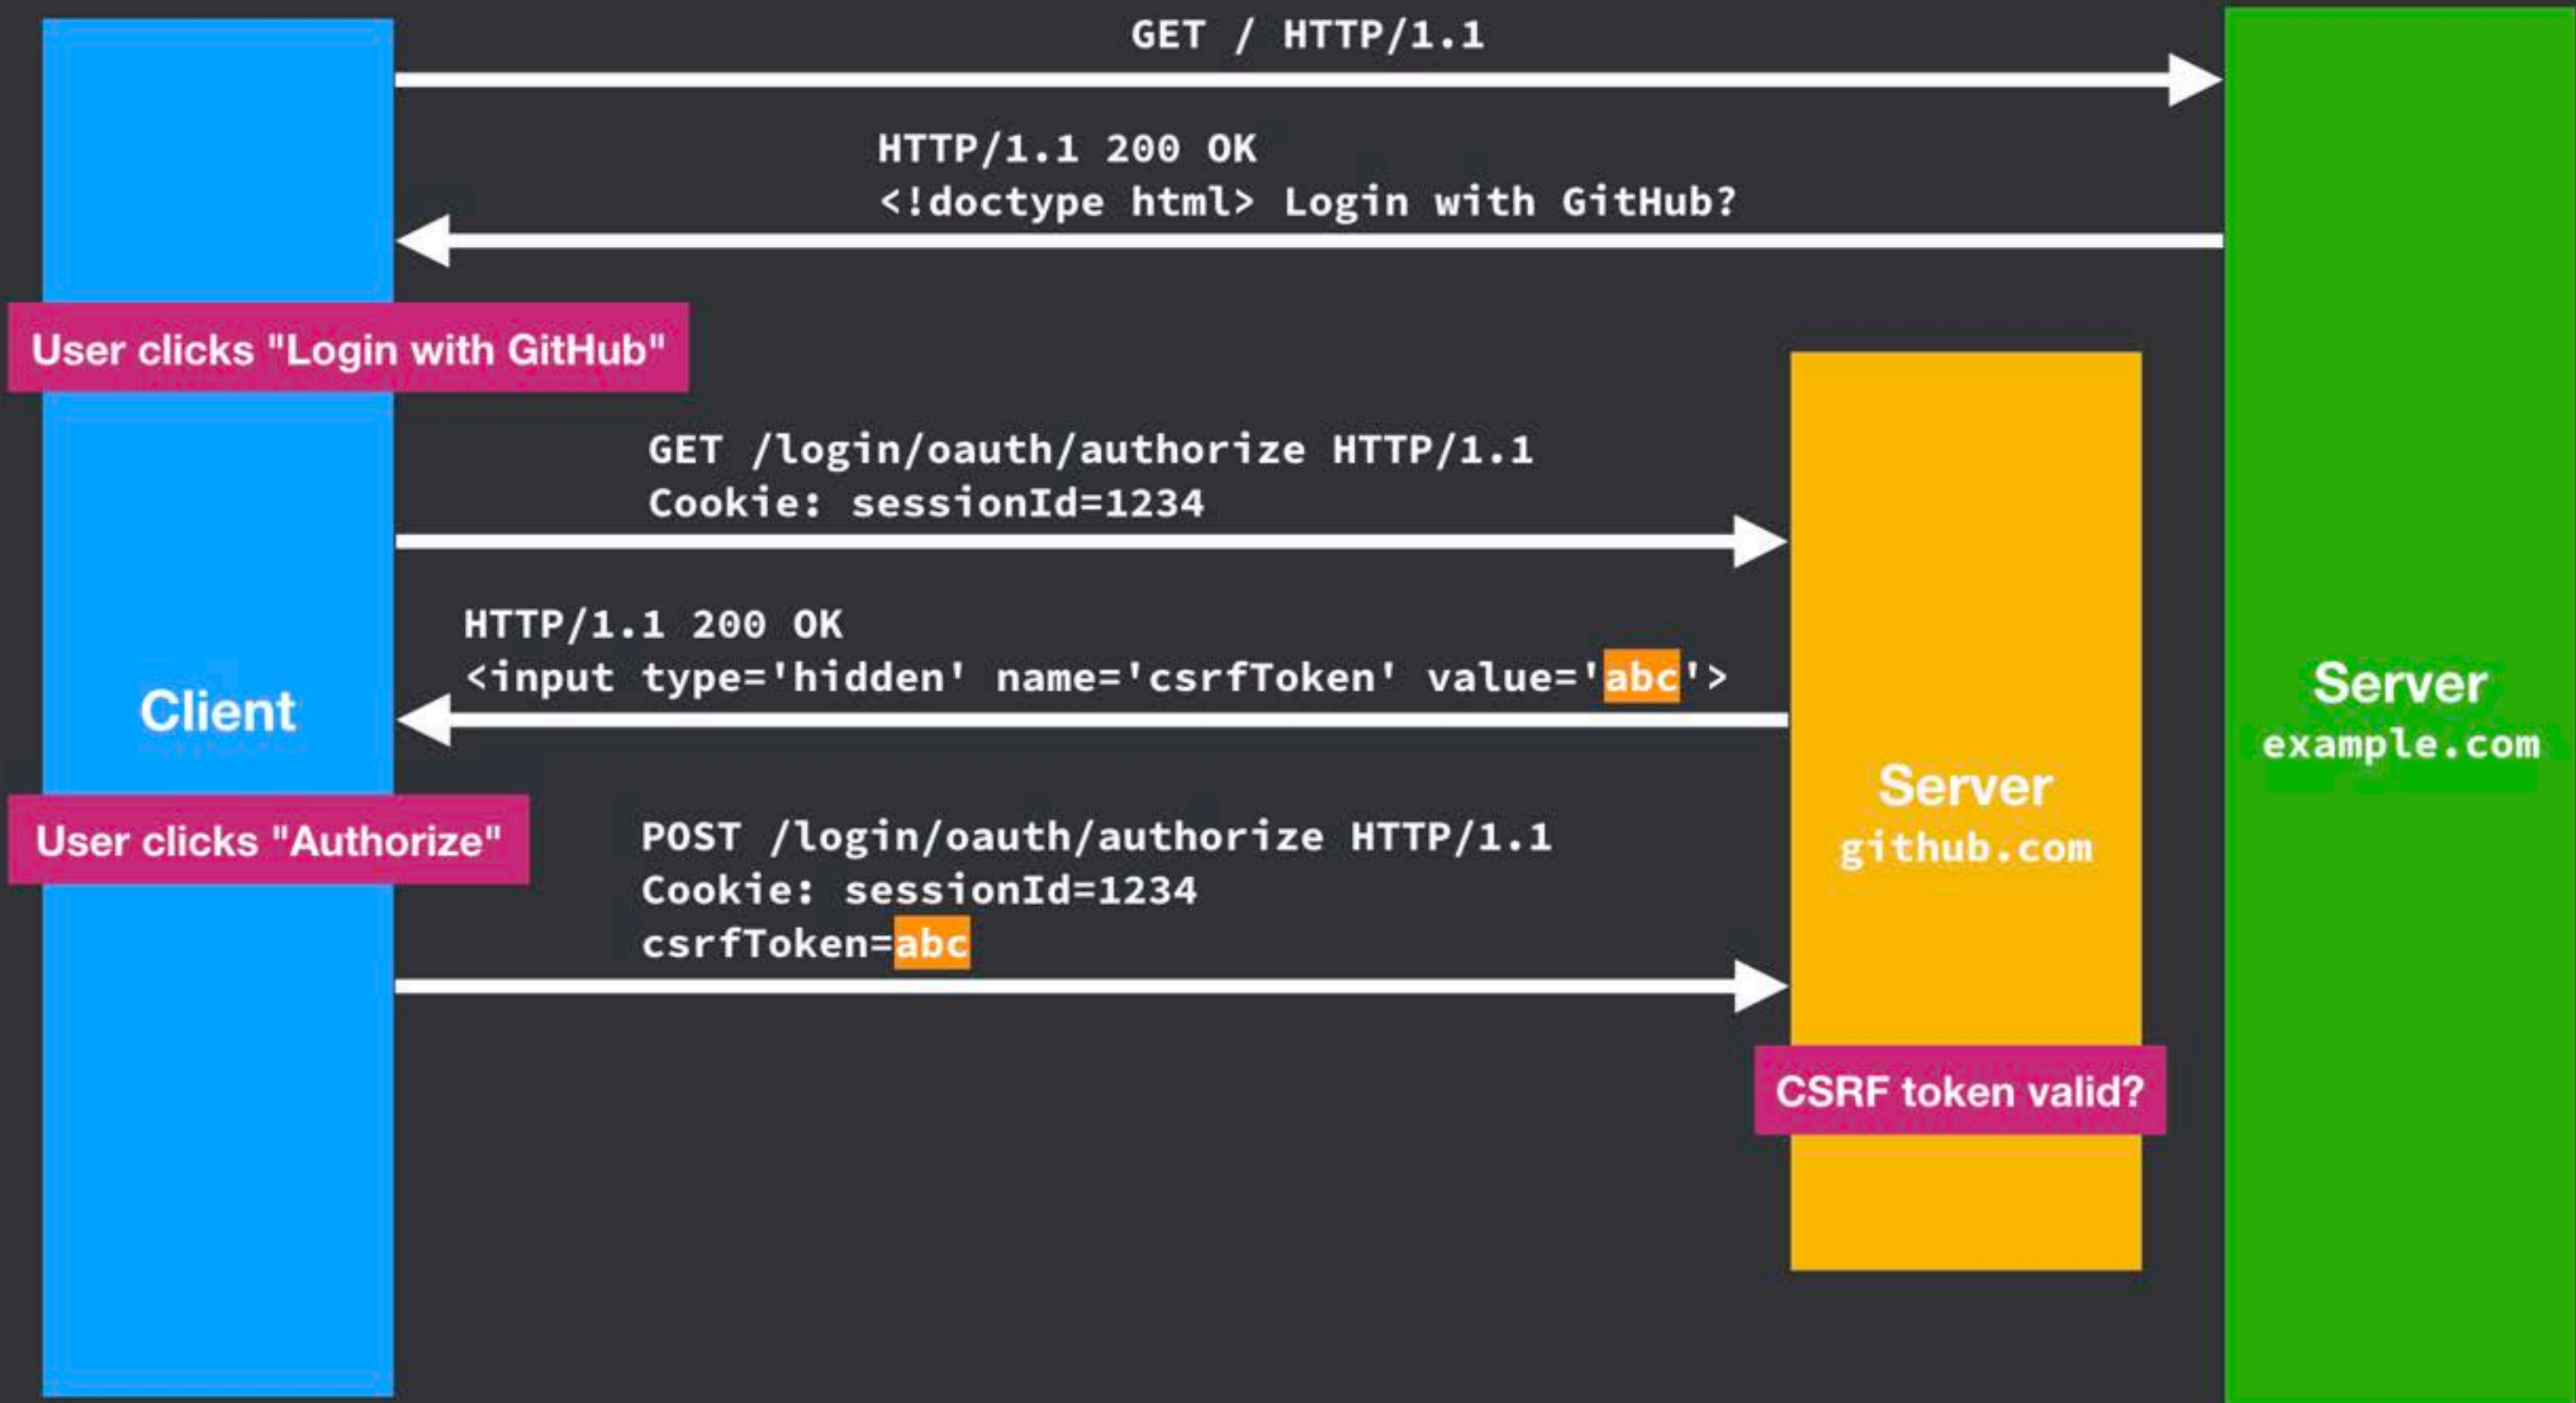 GET / HTTP/1.1
HTTP/1.1 200 OK
<!doctype html> Login with GitHub?
User clicks "Login with GitHub"
GET /login/oauth/authorize HTTP/1.1
Cookie: sessionId=1234
HTTP/1.1 200 OK
<input type='hidden' name='csrfToken' value='abc'>
Client
Server
example.com
Server
github.com
User clicks "Authorize"
POST /login/oauth/authorize HTTP/1.1
Cookie: sessionId=1234
csrfToken=abc
CSRF token valid?